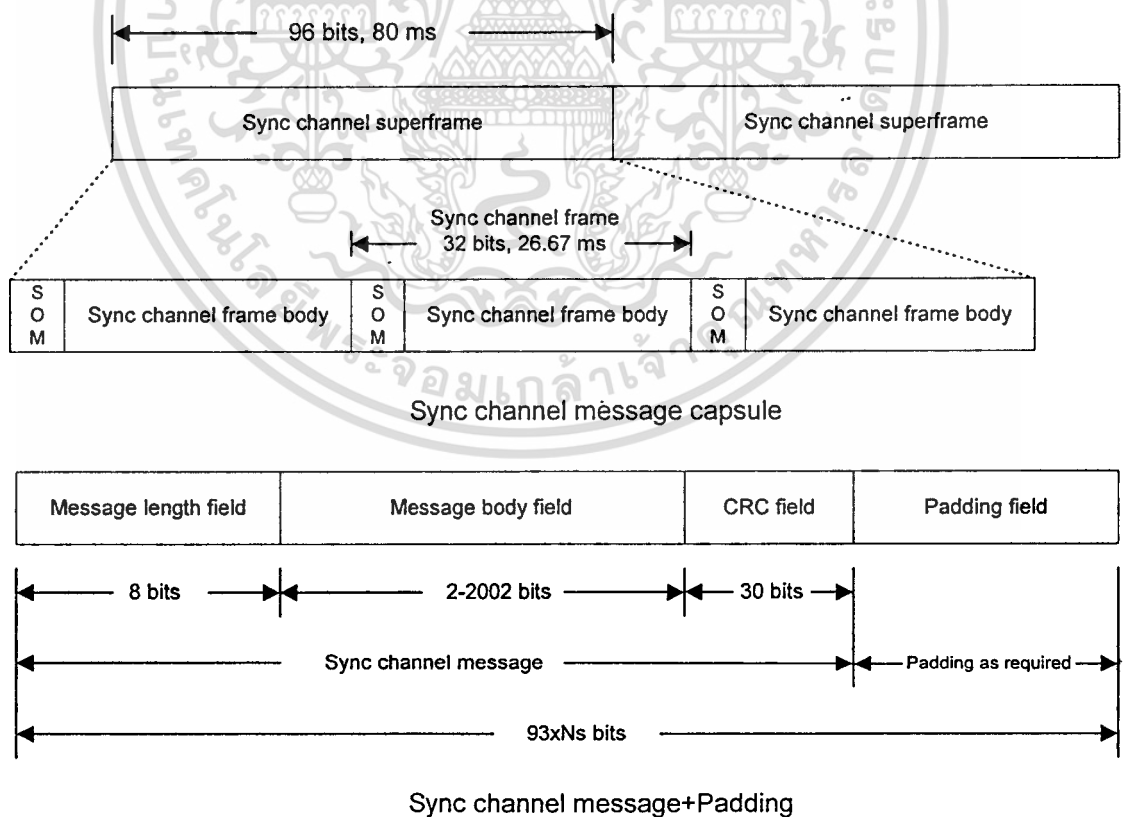 96 bits, 80 ms
Sync channel superframe
Sync channel superframe
Sync channel frame
32 bits, 26.67 ms
SOM
Sync channel frame body
SOM
Sync channel frame body
SOM
Sync channel frame body
Sync channel message capsule
Message length field
Message body field
CRC field
Padding field
8 bits
2-2002 bits
30 bits
Sync channel message
Padding as required
93xNs bits
Sync channel message+Padding